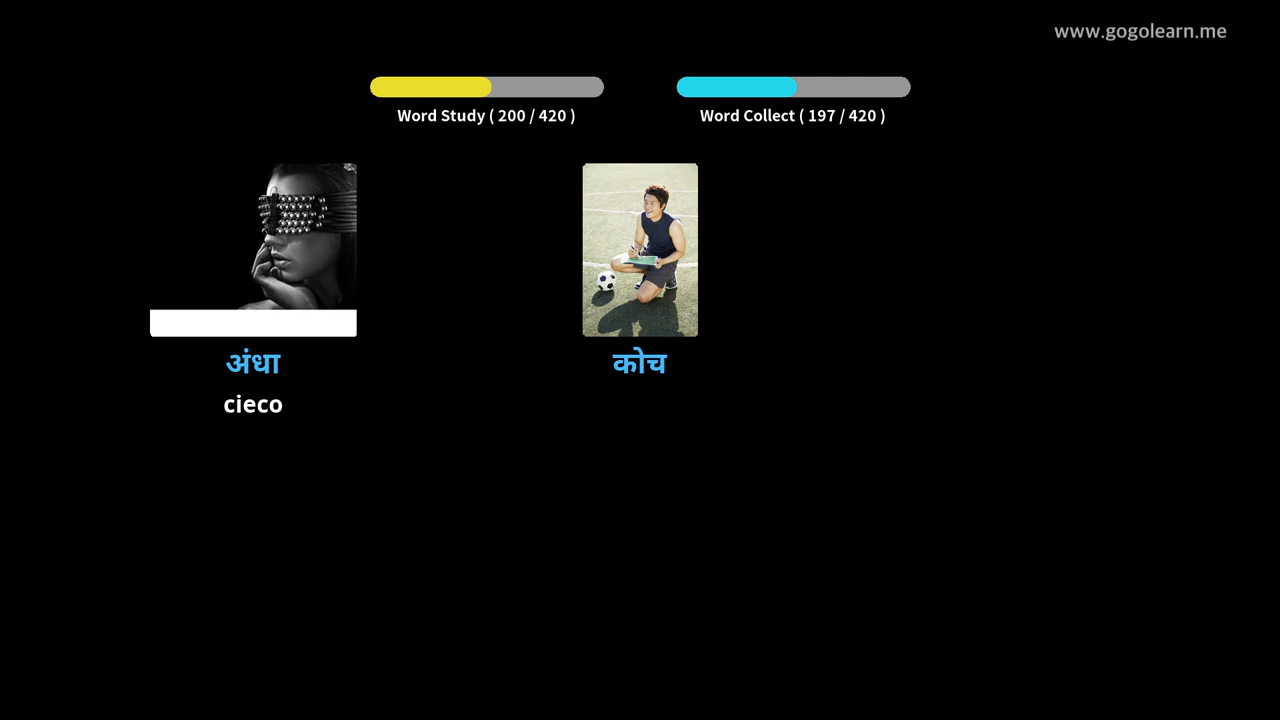 www.gogolearn.me
Word Study ( 200 / 420 )
Word Collect ( 197 / 420 )
अंधा
कोच
cieco